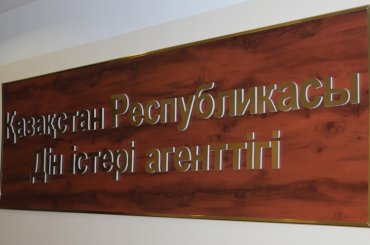 Қазақстан Республикасы
Дін істері агенттігі